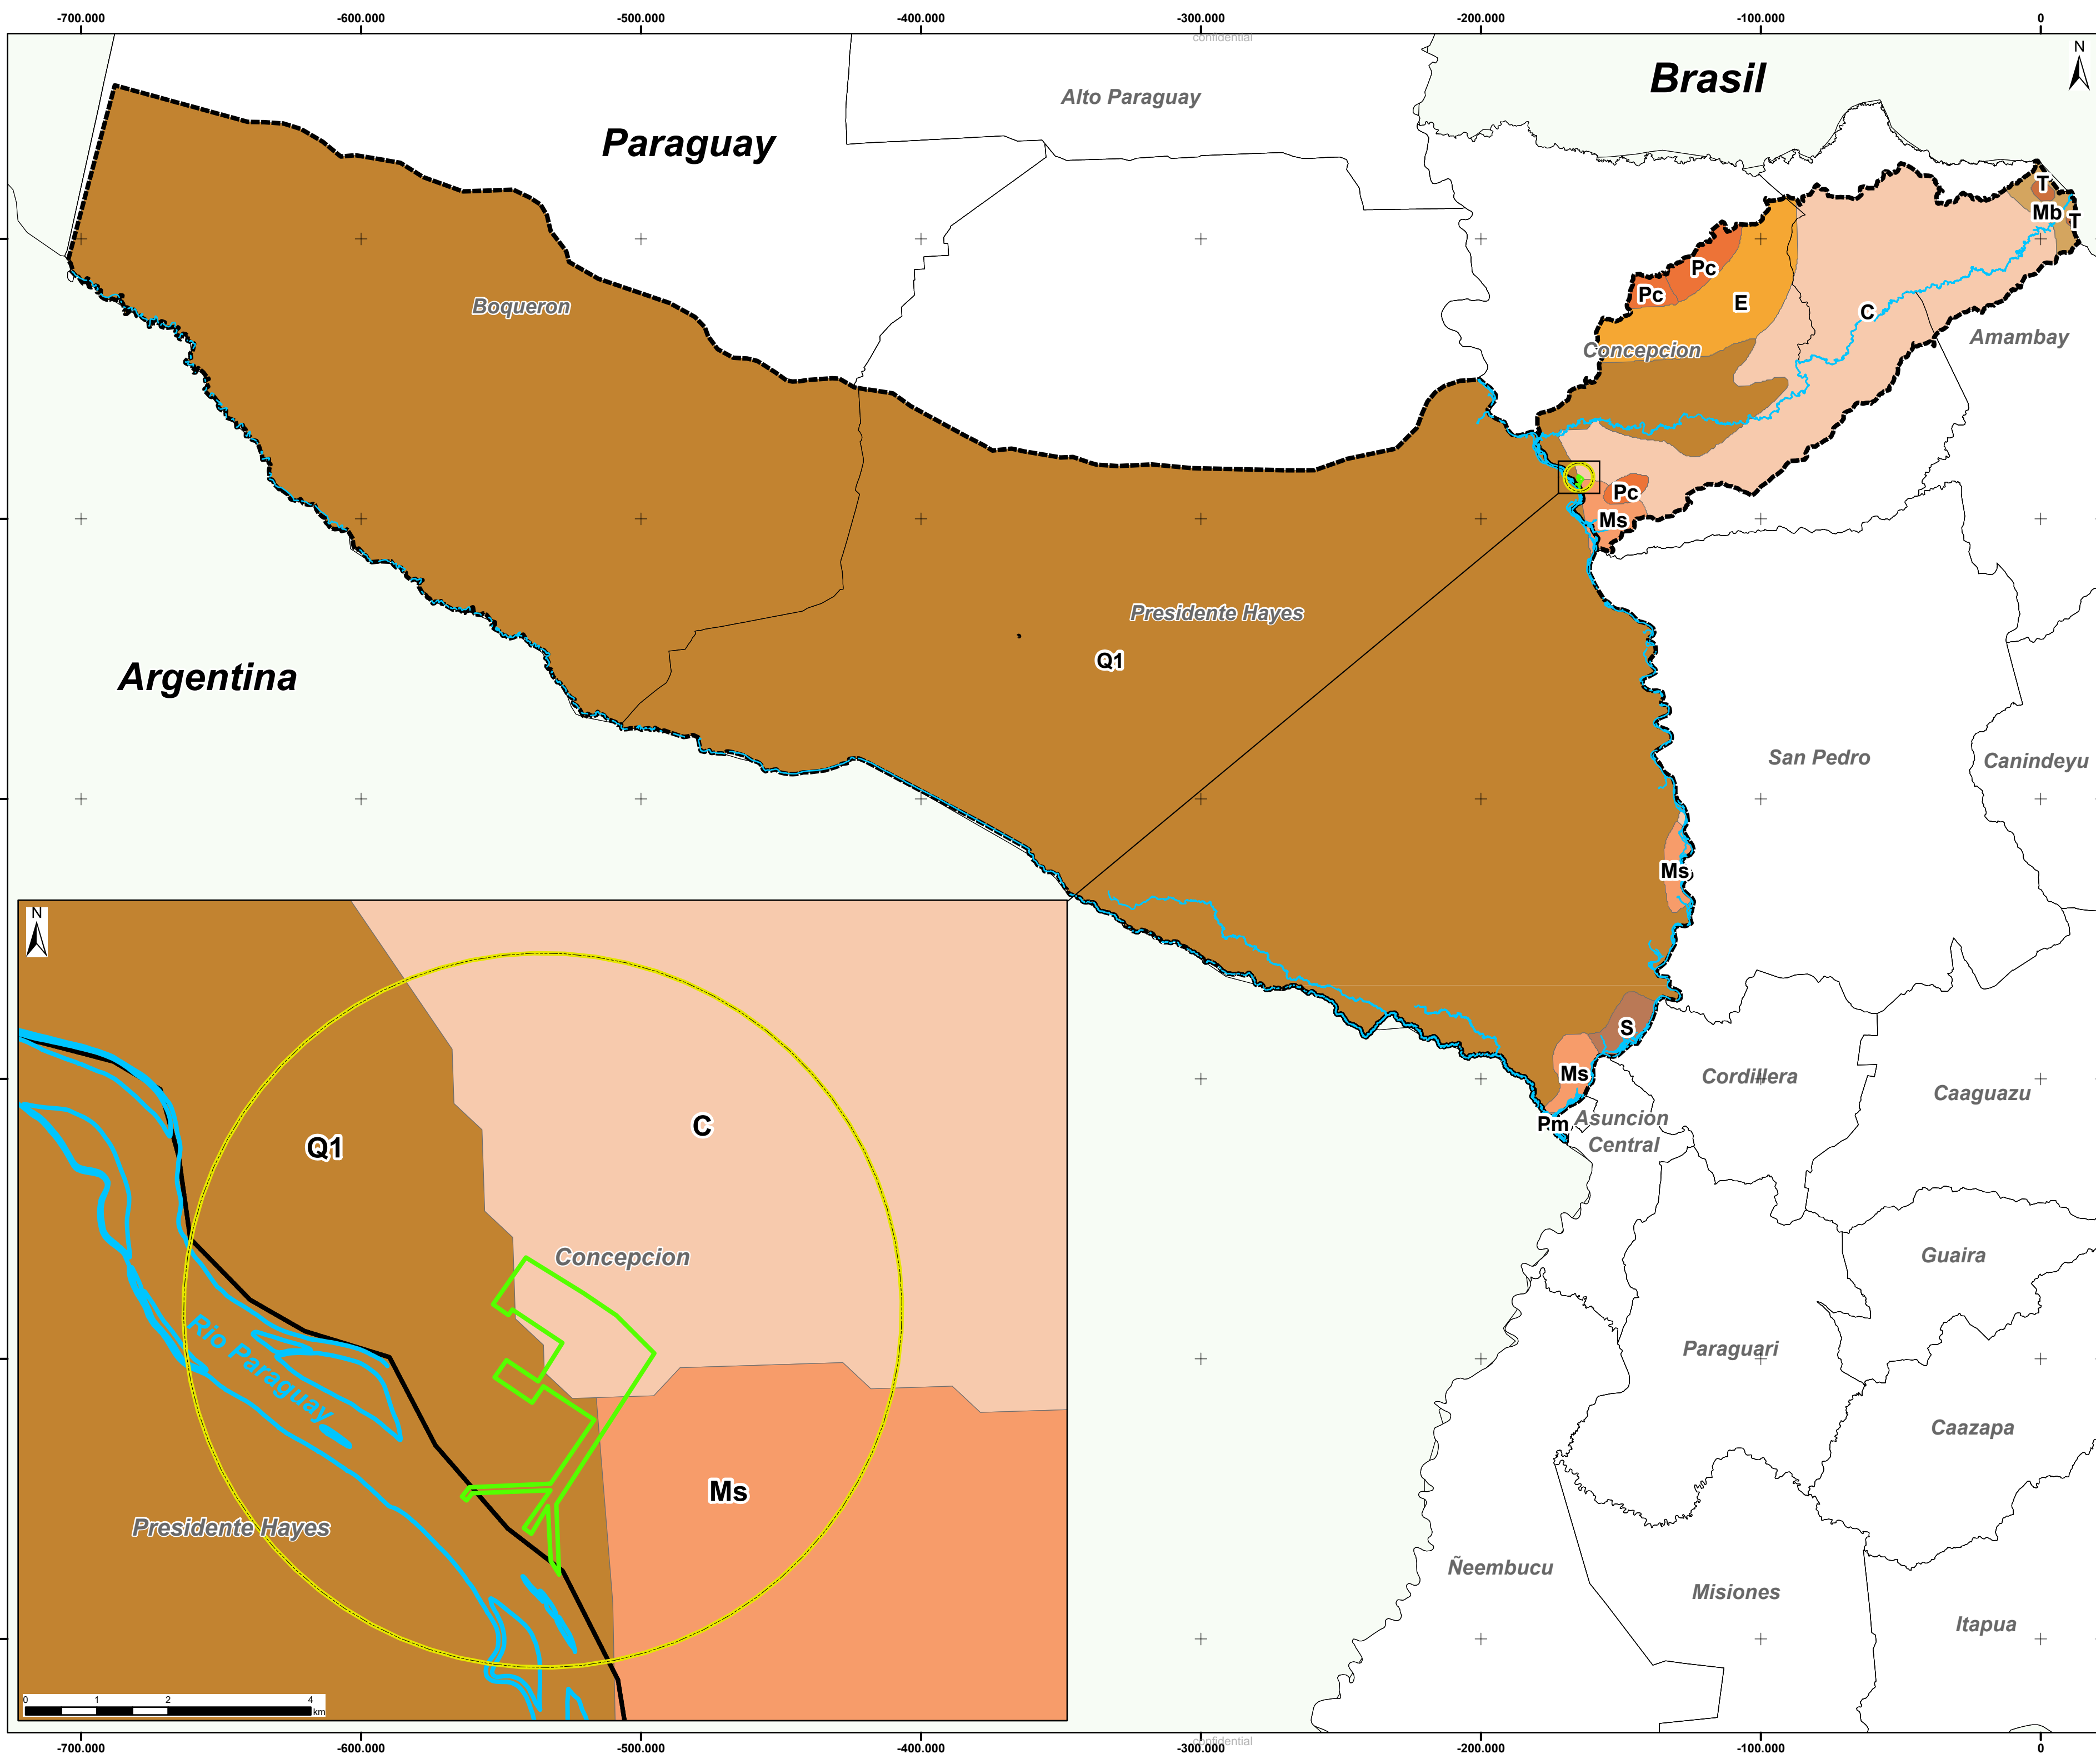 -700.000 -600.000 -500.000 -400.000 -300.000 -200.000 -100.000 0
confidential
N
Brasil
Alto Paraguay
Paraguay
T
Mb
T
Pc
Pc
E
C
Boqueron
Amambay
Concepcion
Pc
Ms
Presidente Hayes
Q1
Argentina
San Pedro
Canindeyu
Ms
N
S
Ms
Cordillera
Caaguazu
Pm
Asuncion
Central
C
Q1
Concepcion
Guaira
Rio Paraguay
Paraguari
Caazapa
Ms
Presidente Hayes
Ñeembucu
Misiones
Itapua
0 1 2 4
km
confidential
-700.000 -600.000 -500.000 -400.000 -300.000 -200.000 -100.000 0